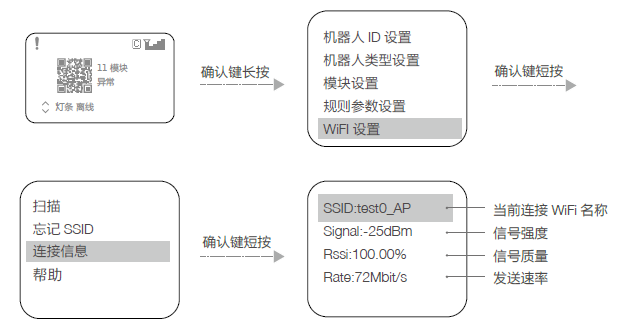 !
C
11 模块
异常
灯条 离线
确认键长按
机器人 ID 设置
机器人类型设置
模块设置
规则参数设置
WiFI 设置
确认键短按
扫描
忘记 SSID
连接信息
帮助
确认键短按
SSID:test0_AP
当前连接 WiFi 名称
Signal:-25dBm
信号强度
Rssi:100.00%
信号质量
Rate:72Mbit/s
发送速率